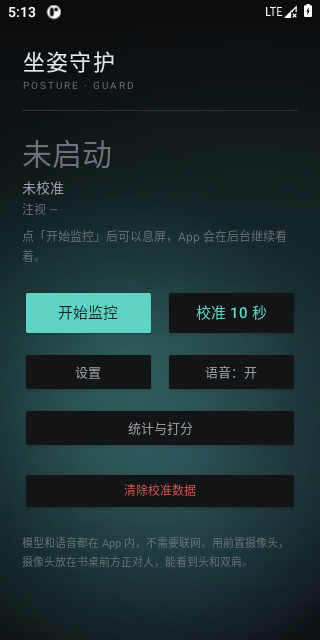 5:13
LTE
坐姿守护
POSTURE · GUARD
未启动
未校准
注视 —
点「开始监控」后可以息屏，App 会在后台继续看
着。
开始监控
校准 10 秒
设置
语音：开
统计与打分
清除校准数据
模型和语音都在 App 内，不需要联网。用前置摄像头，
摄像头放在书桌前方正对人，能看到头和双肩。